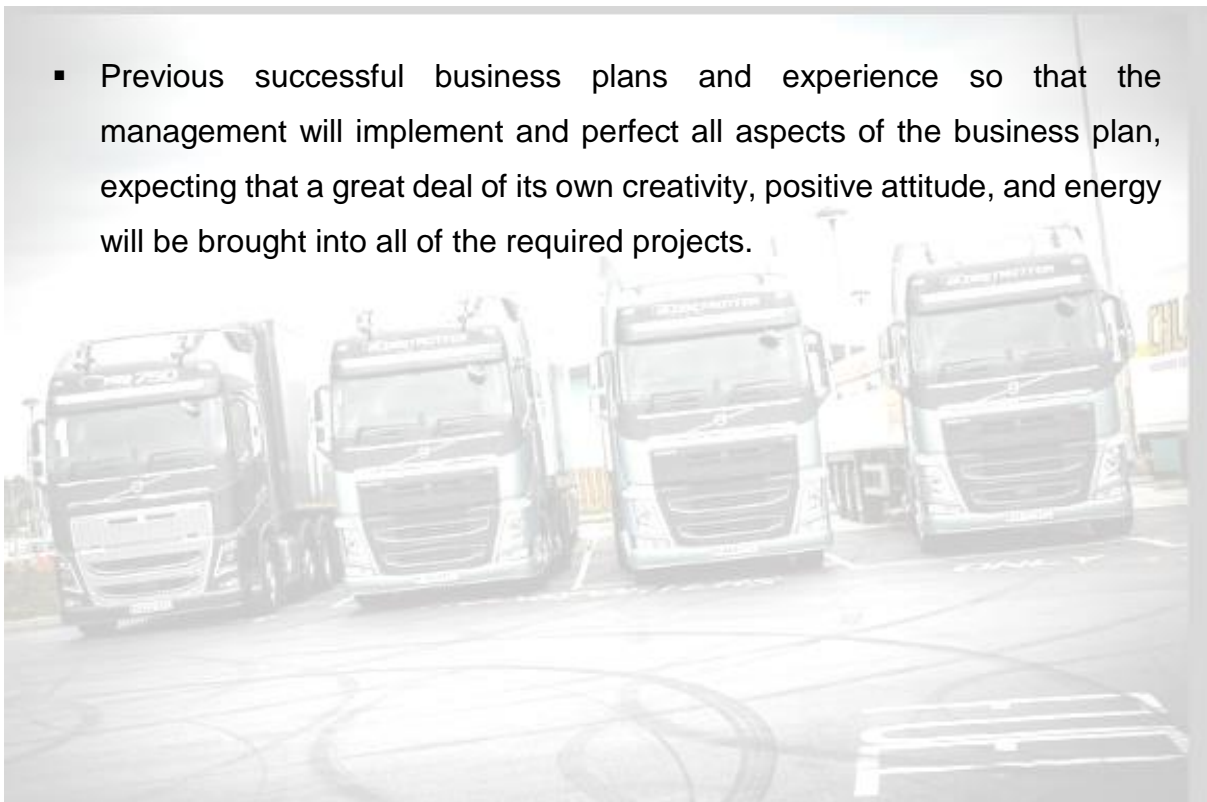 ▪ Previous successful business plans and experience so that the
management will implement and perfect all aspects of the business plan,
expecting that a great deal of its own creativity, positive attitude, and energy
will be brought into all of the required projects.